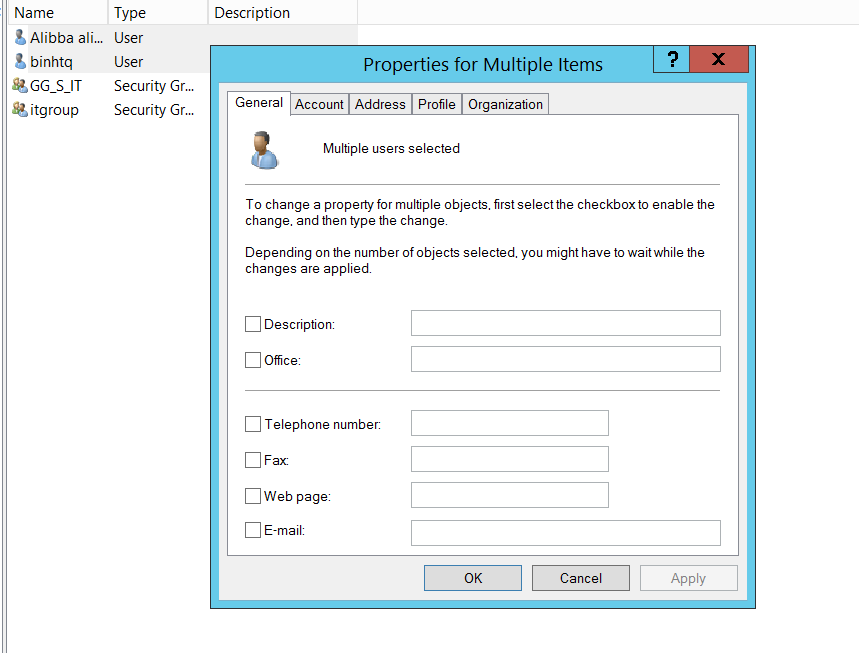 Name Type Description
Alibba ali... User
binhtq User
GG_S_IT Security Gr...
itgroup Security Gr...
Properties for Multiple Items ? X
General Account Address Profile Organization
Multiple users selected
To change a property for multiple objects, first select the checkbox to enable the
change, and then type the change.
Depending on the number of objects selected, you might have to wait while the
changes are applied.
Description:
Office:
Telephone number:
Fax:
Web page:
E-mail:
OK Cancel Apply